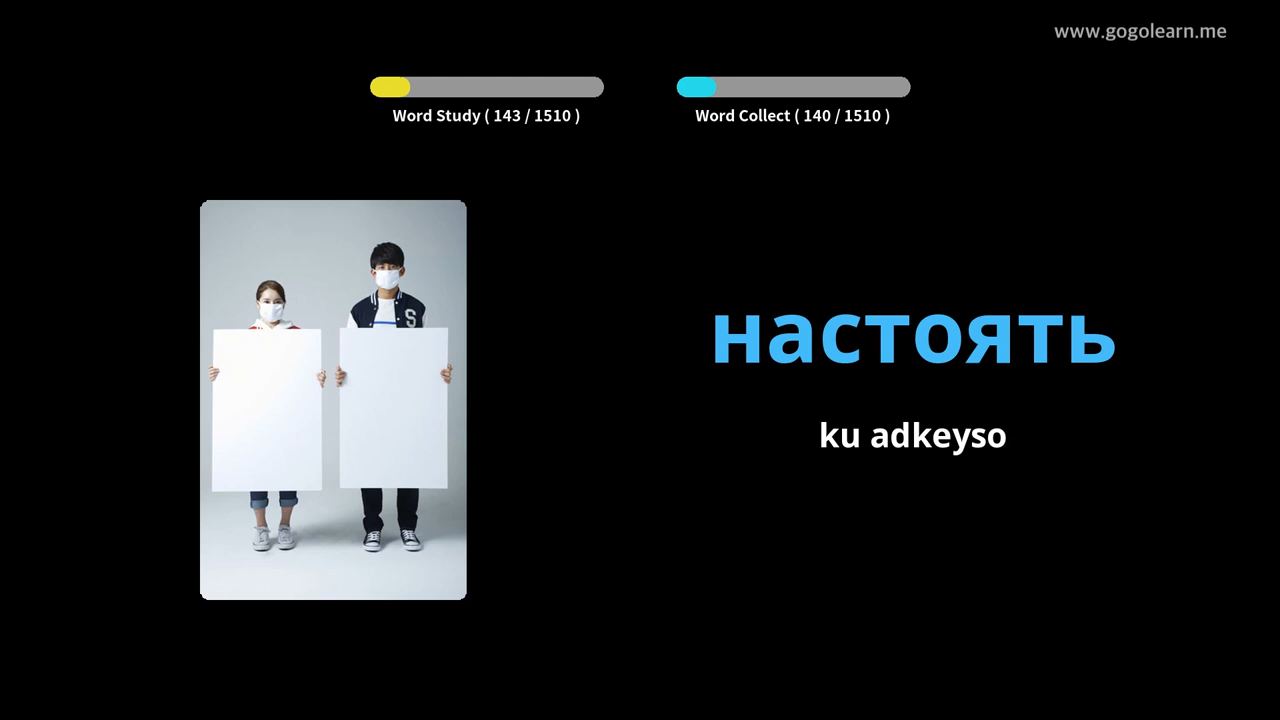 www.gogolearn.me
Word Study ( 143 / 1510 )
Word Collect ( 140 / 1510 )
S
настоять
ku adkeyso